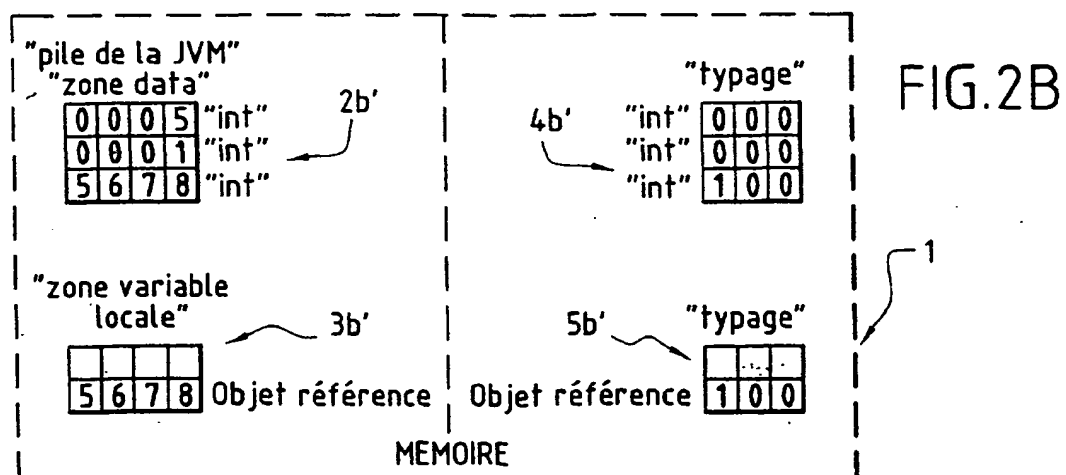 "pile de la JVM"
"zone data"
0 0 0 5 "int"
0 0 0 1 "int"
5 6 7 8 "int"
2b'
"typage"
"int" 0 0 0
"int" 0 0 0
"int" 1 0 0
4b'
FIG.2B
1
"zone variable
locale"
3b'
5 6 7 8 Objet référence
"typage"
5b'
Objet référence 1 0 0
MEMOIRE